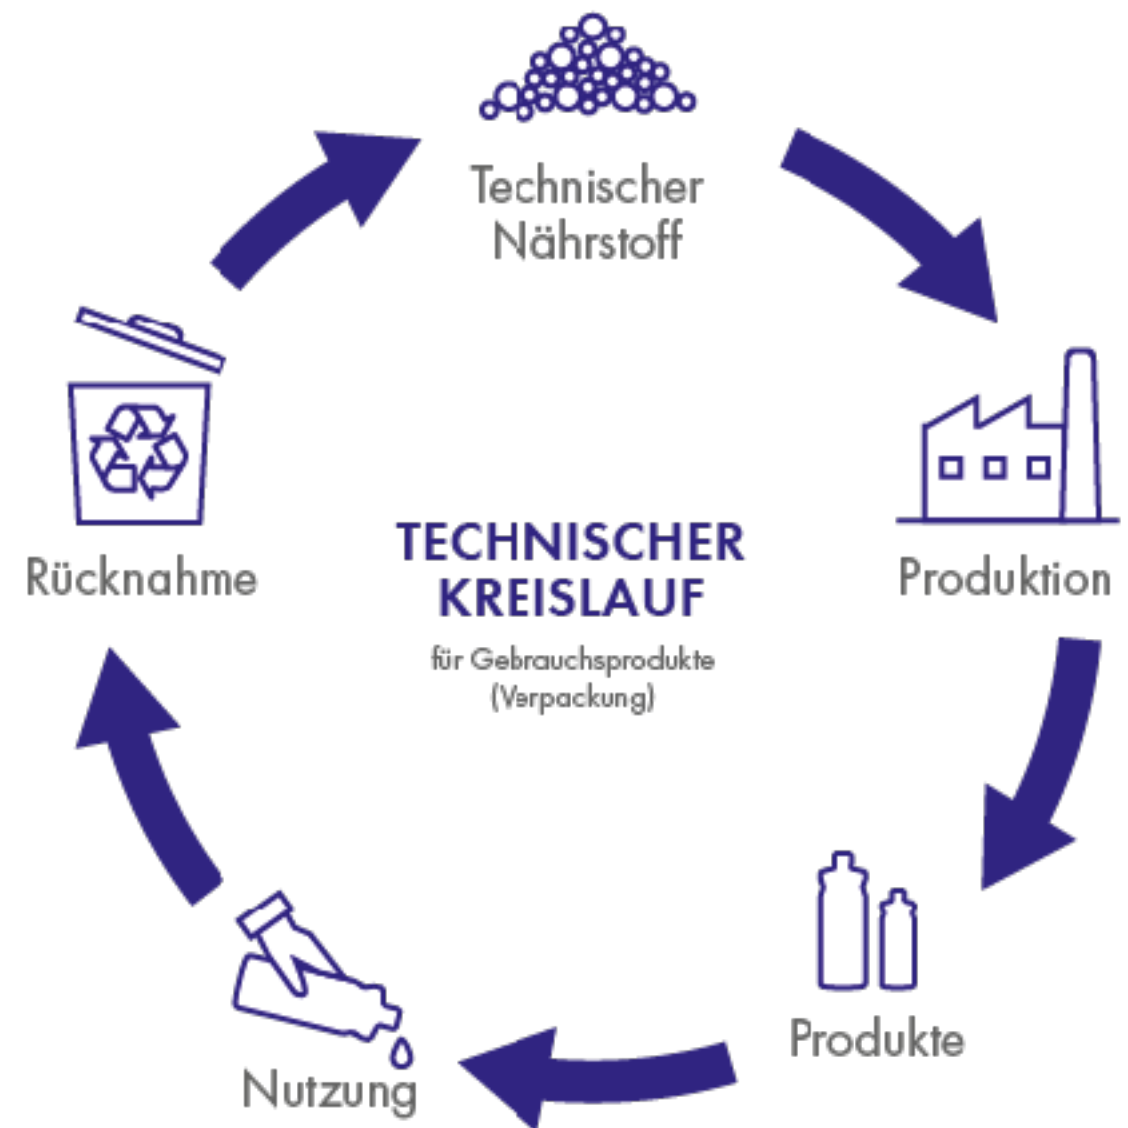 Technischer
Nährstoff
Produktion
Produkte
Nutzung
Rücknahme
TECHNISCHER
KREISLAUF
für Gebrauchsprodukte
(Verpackung)